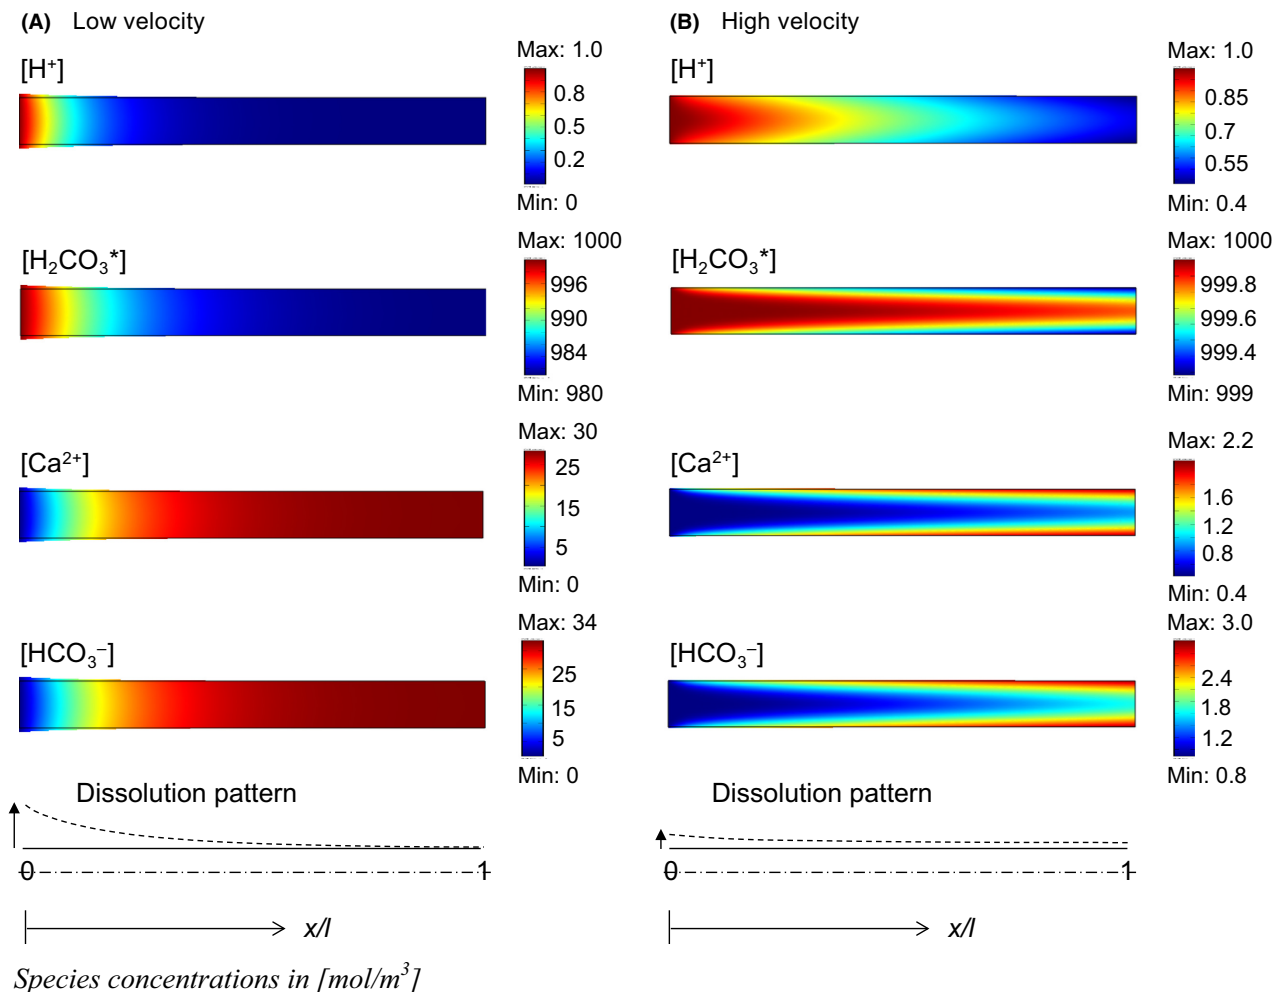 (A) Low velocity
[H⁺]
Max: 1.0
0.8
0.5
0.2
Min: 0
[H₂CO₃*]
Max: 1000
996
990
984
Min: 980
[Ca²⁺]
Max: 30
25
15
5
Min: 0
[HCO₃⁻]
Max: 34
25
15
5
Min: 0
Dissolution pattern
0 1
x/l
(B) High velocity
[H⁺]
Max: 1.0
0.85
0.7
0.55
Min: 0.4
[H₂CO₃*]
Max: 1000
999.8
999.6
999.4
Min: 999
[Ca²⁺]
Max: 2.2
1.6
1.2
0.8
Min: 0.4
[HCO₃⁻]
Max: 3.0
2.4
1.8
1.2
Min: 0.8
Dissolution pattern
0 1
x/l
Species concentrations in [mol/m³]